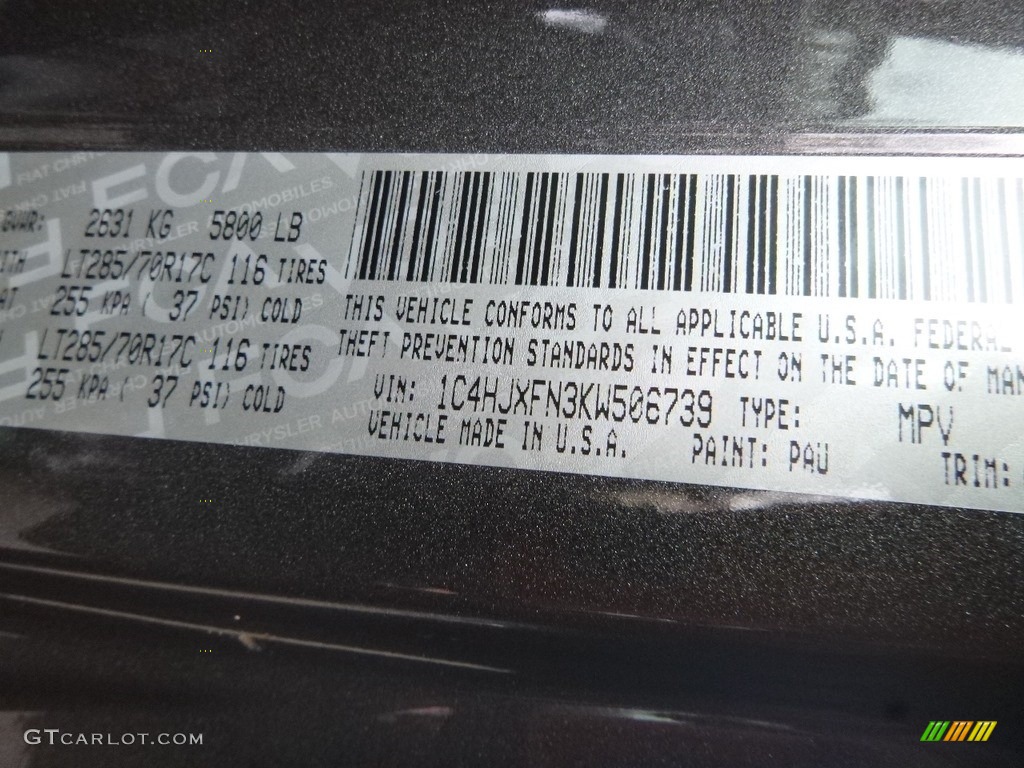 GVWR: 2631 KG 5800 LB
LT285/70R17C 116 TIRES
255 KPA ( 37 PSI) COLD
LT285/70R17C 116 TIRES
255 KPA ( 37 PSI) COLD
THIS VEHICLE CONFORMS TO ALL APPLICABLE U.S.A. FEDERAL
THEFT PREVENTION STANDARDS IN EFFECT ON THE DATE OF MAN
VIN: 1C4HJXFN3KW506739 TYPE: MPV
VEHICLE MADE IN U.S.A. PAINT: PAU TRIM:
GTCARLOT.COM